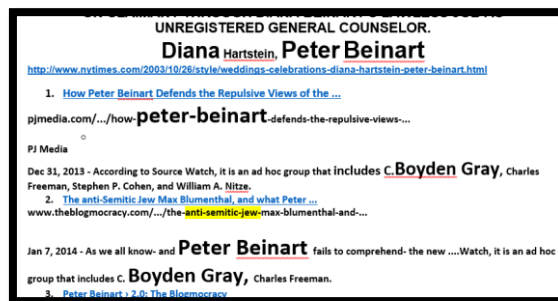 UNREGISTERED GENERAL COUNSELOR.
Diana Hartstein, Peter Beinart
http://www.nytimes.com/2003/10/26/style/weddings-celebrations-diana-hartstein-peter-beinart.html
1. How Peter Beinart Defends the Repulsive Views of the ...
pjmedia.com/.../how-peter-beinart-defends-the-repulsive-views-...
PJ Media
Dec 31, 2013 - According to Source Watch, it is an ad hoc group that includes C.Boyden Gray, Charles
Freeman, Stephen P. Cohen, and William A. Nitze.
2. The anti-Semitic Jew Max Blumenthal, and what Peter ...
www.theblogmocracy.com/.../the-anti-semitic-jew-max-blumenthal-and-...
Jan 7, 2014 - As we all know- and Peter Beinart fails to comprehend- the new ....Watch, it is an ad hoc
group that includes C. Boyden Gray, Charles Freeman.
3. Peter Beinart › 2.0: The Blogmocracy